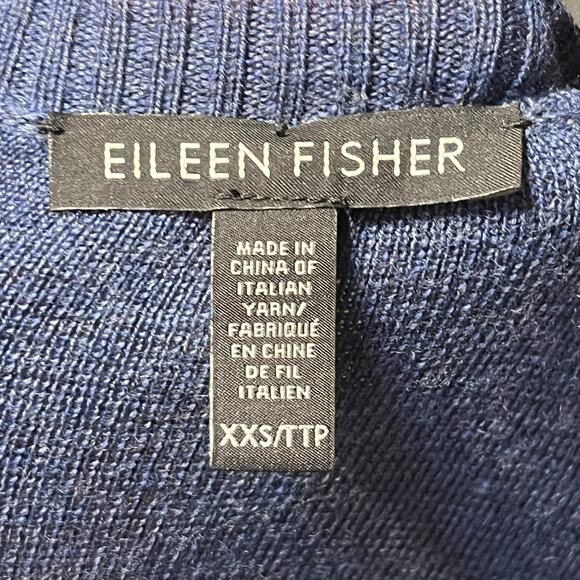 EILEEN FISHER
MADE IN
CHINA OF
ITALIAN
YARN/
FABRIQUÉ
EN CHINE
DE FIL
ITALIEN
XXS/TTP